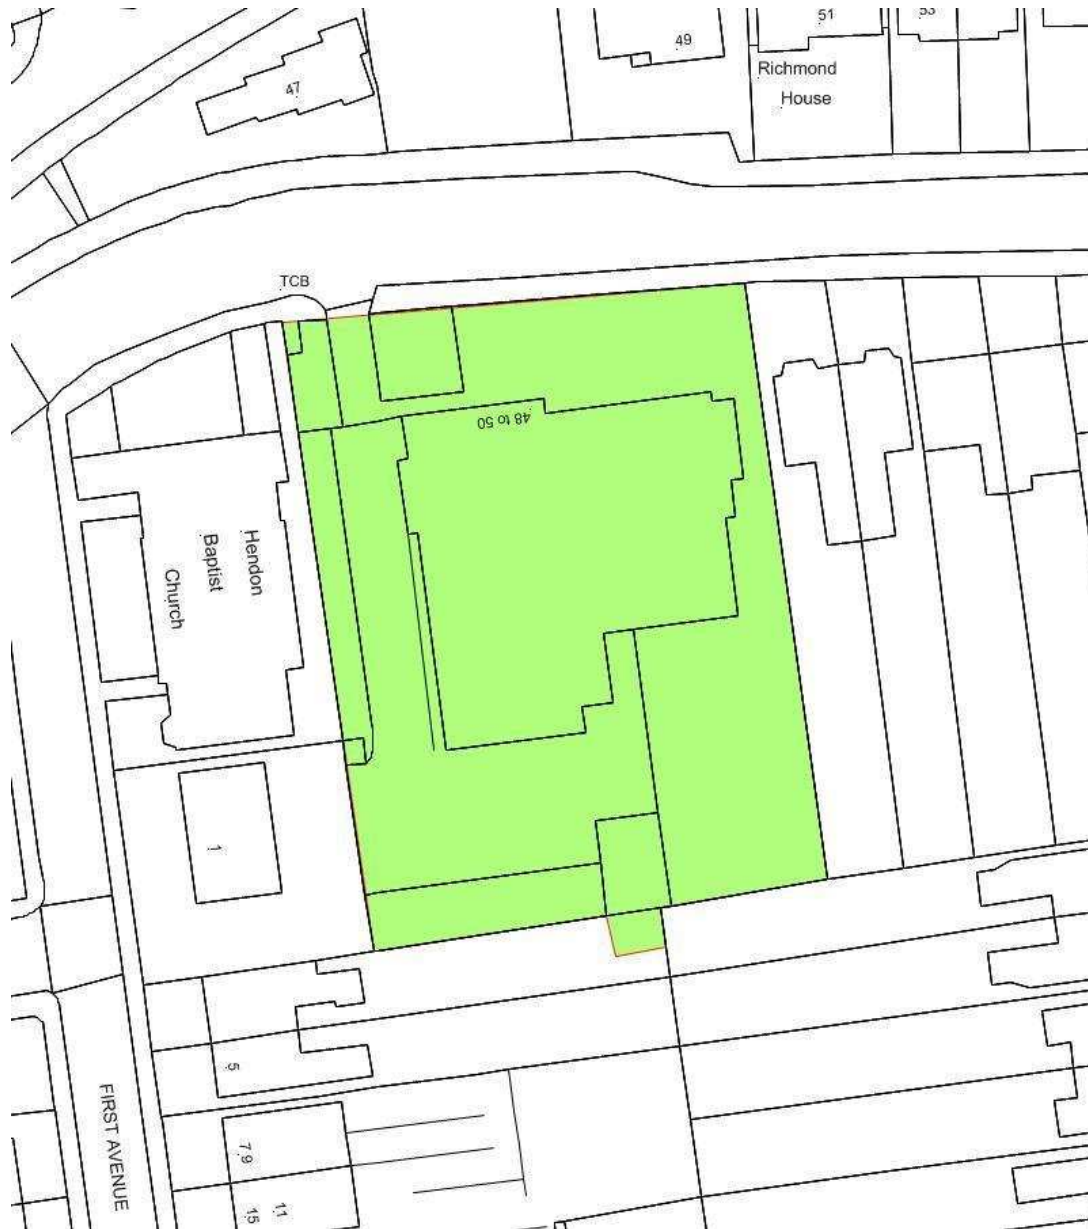 51
53
49
Richmond
House
47
TCB
48 to 50
Hendon
Baptist
Church
1
5
FIRST AVENUE
7
9
11
15